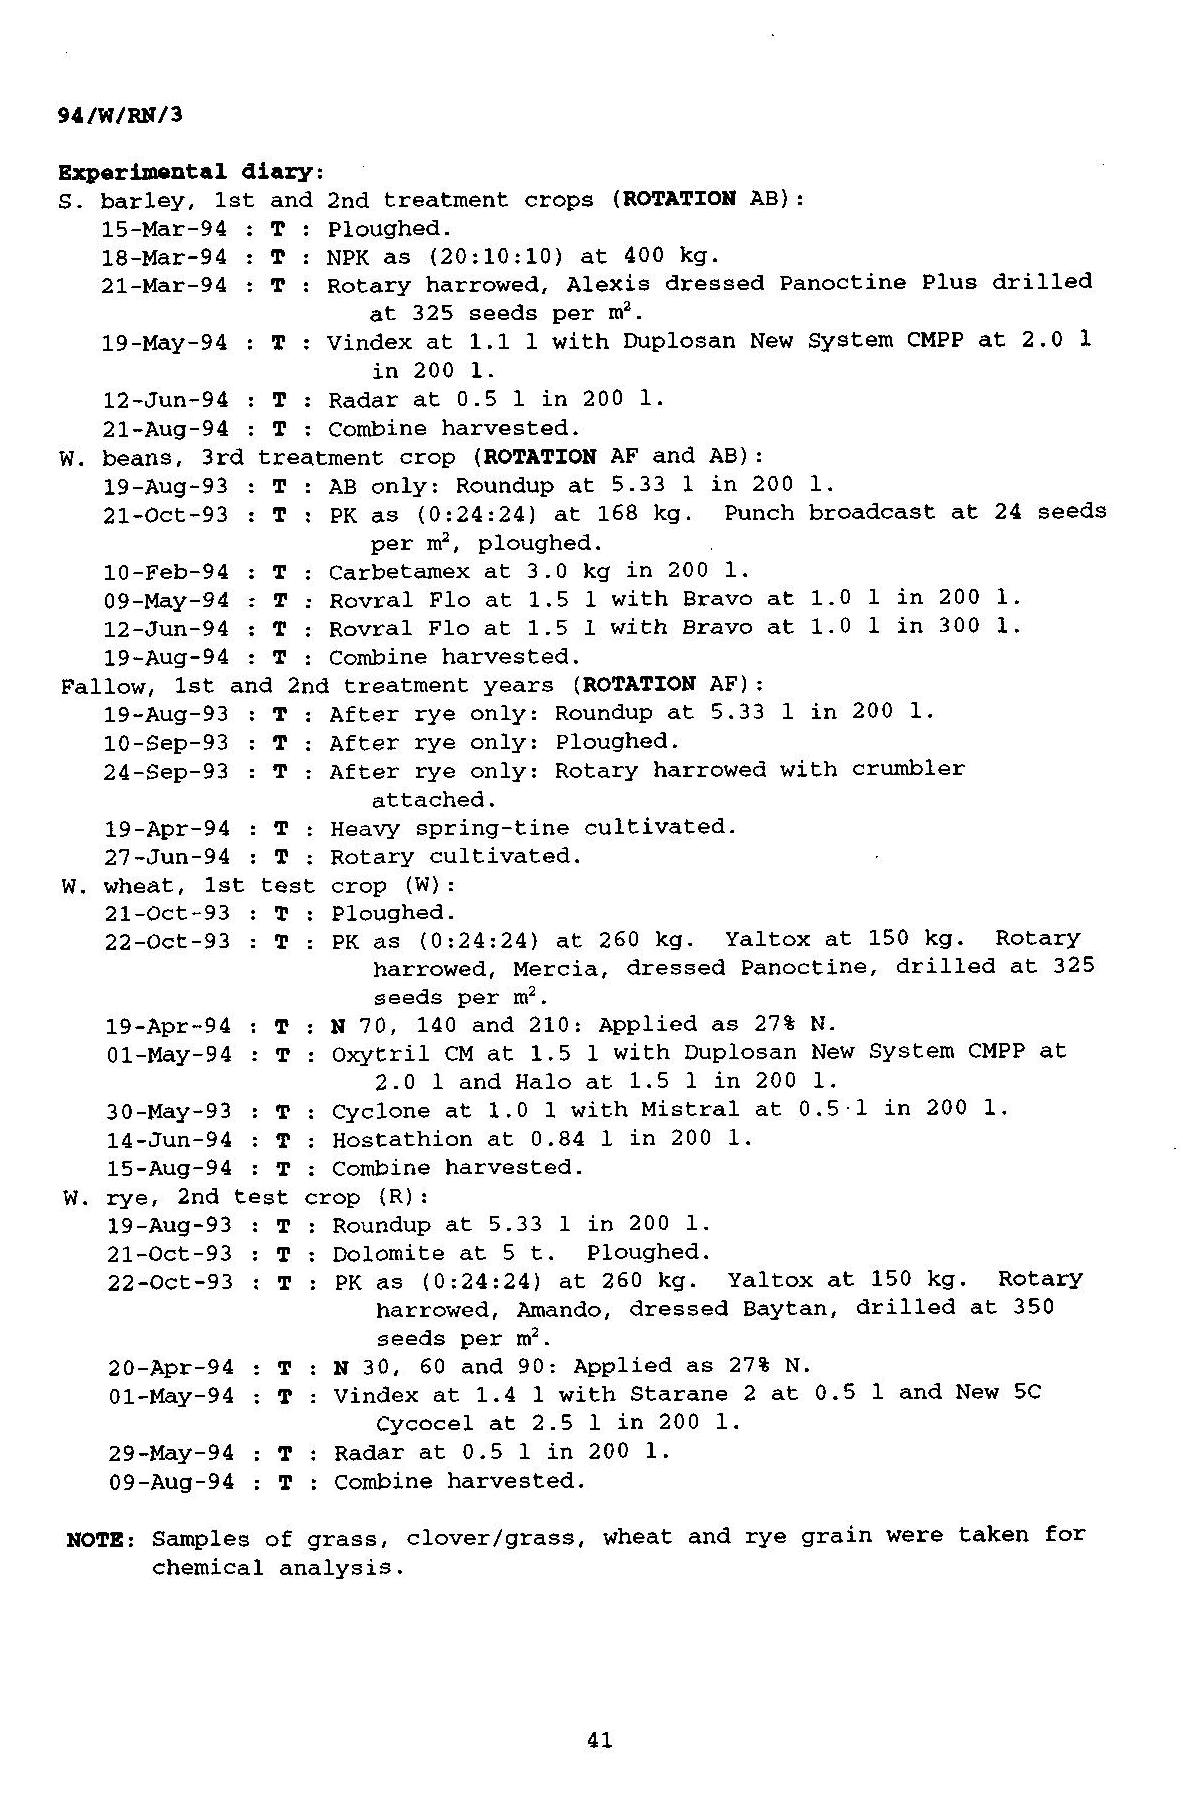 94/W/RN/3
Experimental diary:
S. barley, 1st and 2nd treatment crops (ROTATION AB):
15-Mar-94 : T : Ploughed.
18-Mar-94 : T : NPK as (20:10:10) at 400 kg.
21-Mar-94 : T : Rotary harrowed, Alexis dressed Panoctine Plus drilled
at 325 seeds per m².
19-May-94 : T : Vindex at 1.1 l with Duplosan New System CMPP at 2.0 l
in 200 l.
12-Jun-94 : T : Radar at 0.5 l in 200 l.
21-Aug-94 : T : Combine harvested.
W. beans, 3rd treatment crop (ROTATION AF and AB):
19-Aug-93 : T : AB only: Roundup at 5.33 l in 200 l.
21-Oct-93 : T : PK as (0:24:24) at 168 kg. Punch broadcast at 24 seeds
per m², ploughed.
10-Feb-94 : T : Carbetamex at 3.0 kg in 200 l.
09-May-94 : T : Rovral Flo at 1.5 l with Bravo at 1.0 l in 200 l.
12-Jun-94 : T : Rovral Flo at 1.5 l with Bravo at 1.0 l in 300 l.
19-Aug-94 : T : Combine harvested.
Fallow, 1st and 2nd treatment years (ROTATION AF):
19-Aug-93 : T : After rye only: Roundup at 5.33 l in 200 l.
10-Sep-93 : T : After rye only: Ploughed.
24-Sep-93 : T : After rye only: Rotary harrowed with crumbler
attached.
19-Apr-94 : T : Heavy spring-tine cultivated.
27-Jun-94 : T : Rotary cultivated.
W. wheat, 1st test crop (W):
21-Oct-93 : T : Ploughed.
22-Oct-93 : T : PK as (0:24:24) at 260 kg. Yaltox at 150 kg. Rotary
harrowed, Mercia, dressed Panoctine, drilled at 325
seeds per m².
19-Apr-94 : T : N 70, 140 and 210: Applied as 27% N.
01-May-94 : T : Oxytril CM at 1.5 l with Duplosan New System CMPP at
2.0 l and Halo at 1.5 l in 200 l.
30-May-93 : T : Cyclone at 1.0 l with Mistral at 0.5 l in 200 l.
14-Jun-94 : T : Hostathion at 0.84 l in 200 l.
15-Aug-94 : T : Combine harvested.
W. rye, 2nd test crop (R):
19-Aug-93 : T : Roundup at 5.33 l in 200 l.
21-Oct-93 : T : Dolomite at 5 t. Ploughed.
22-Oct-93 : T : PK as (0:24:24) at 260 kg. Yaltox at 150 kg. Rotary
harrowed, Amando, dressed Baytan, drilled at 350
seeds per m².
20-Apr-94 : T : N 30, 60 and 90: Applied as 27% N.
01-May-94 : T : Vindex at 1.4 l with Starane 2 at 0.5 l and New 5C
Cycocel at 2.5 l in 200 l.
29-May-94 : T : Radar at 0.5 l in 200 l.
09-Aug-94 : T : Combine harvested.
NOTE: Samples of grass, clover/grass, wheat and rye grain were taken for
chemical analysis.
41